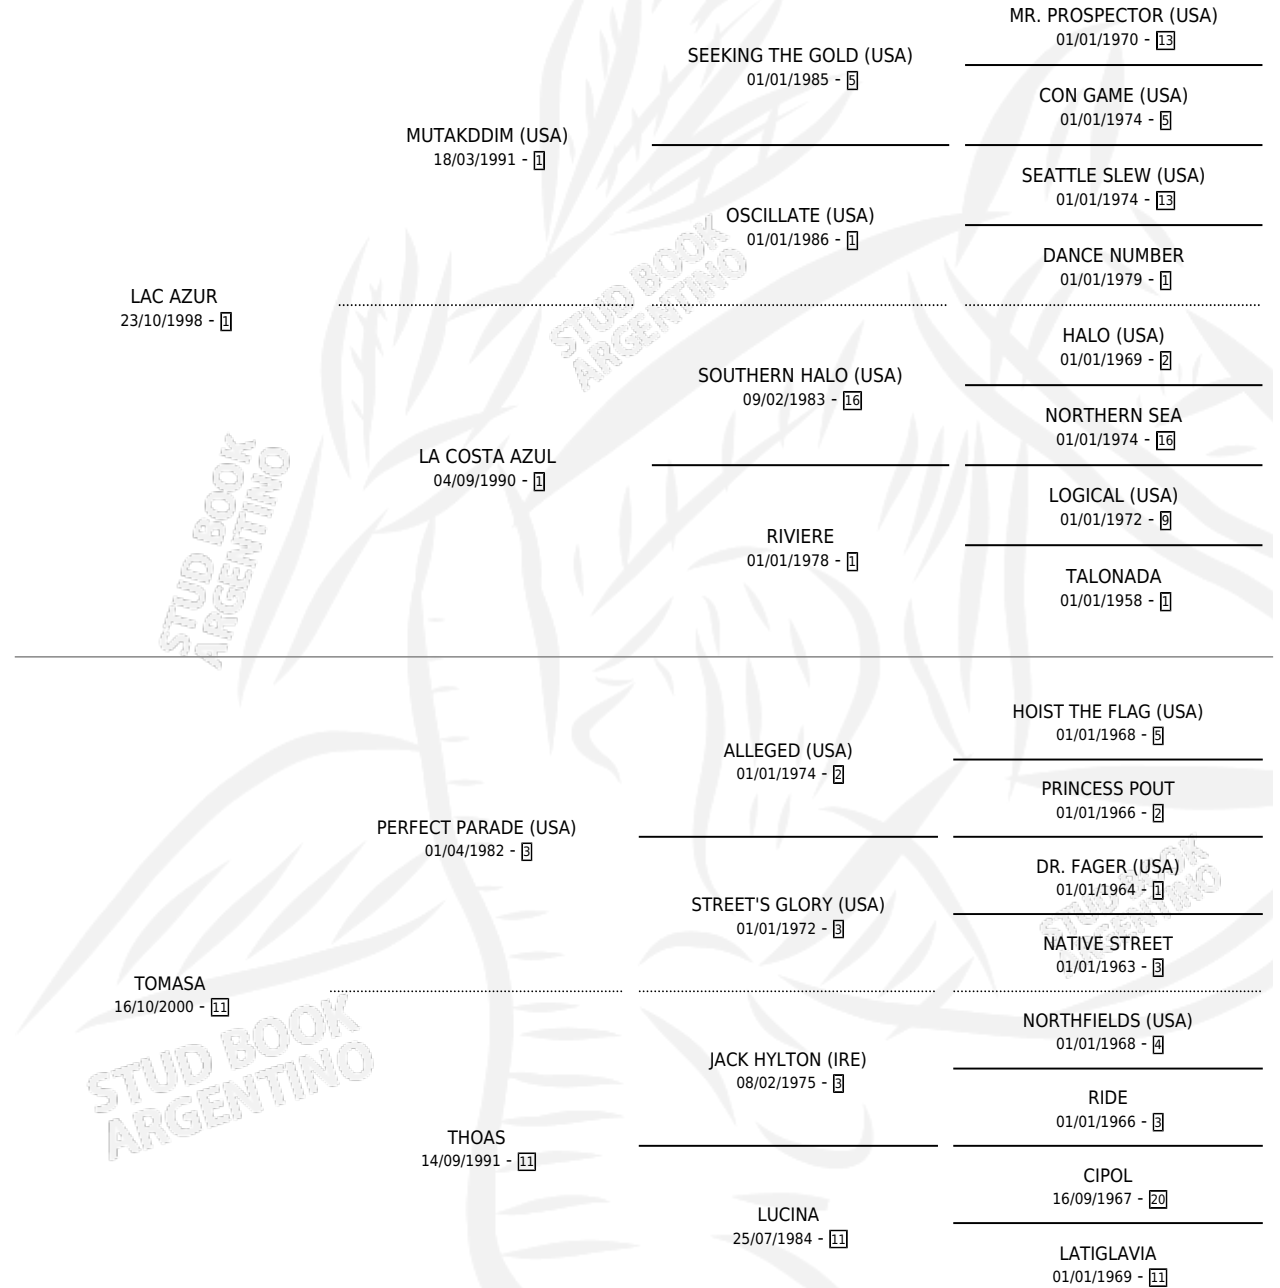 MR. PROSPECTOR (USA)
01/01/1970 - 13
SEEKING THE GOLD (USA)
01/01/1985 - 5
CON GAME (USA)
01/01/1974 - 5
MUTAKDDIM (USA)
18/03/1991 - 1
SEATTLE SLEW (USA)
01/01/1974 - 13
OSCILLATE (USA)
01/01/1986 - 1
DANCE NUMBER
01/01/1979 - 1
LAC AZUR
23/10/1998 - 1
HALO (USA)
01/01/1969 - 2
SOUTHERN HALO (USA)
09/02/1983 - 16
NORTHERN SEA
01/01/1974 - 16
LA COSTA AZUL
04/09/1990 - 1
LOGICAL (USA)
01/01/1972 - 9
RIVIERE
01/01/1978 - 1
TALONADA
01/01/1958 - 1
HOIST THE FLAG (USA)
01/01/1968 - 5
ALLEGED (USA)
01/01/1974 - 2
PRINCESS POUT
01/01/1966 - 2
PERFECT PARADE (USA)
01/04/1982 - 3
DR. FAGER (USA)
01/01/1964 - 1
STREET'S GLORY (USA)
01/01/1972 - 3
NATIVE STREET
01/01/1963 - 3
TOMASA
16/10/2000 - 11
NORTHFIELDS (USA)
01/01/1968 - 4
JACK HYLTON (IRE)
08/02/1975 - 3
RIDE
01/01/1966 - 3
THOAS
14/09/1991 - 11
CIPOL
16/09/1967 - 20
LUCINA
25/07/1984 - 11
LATIGLAVIA
01/01/1969 - 11
STUD BOOK
ARGENTINO
STUD BOOK
ARGENTINO
STUD BOOK
ARGENTINO
STUD BOOK
ARGENTINO